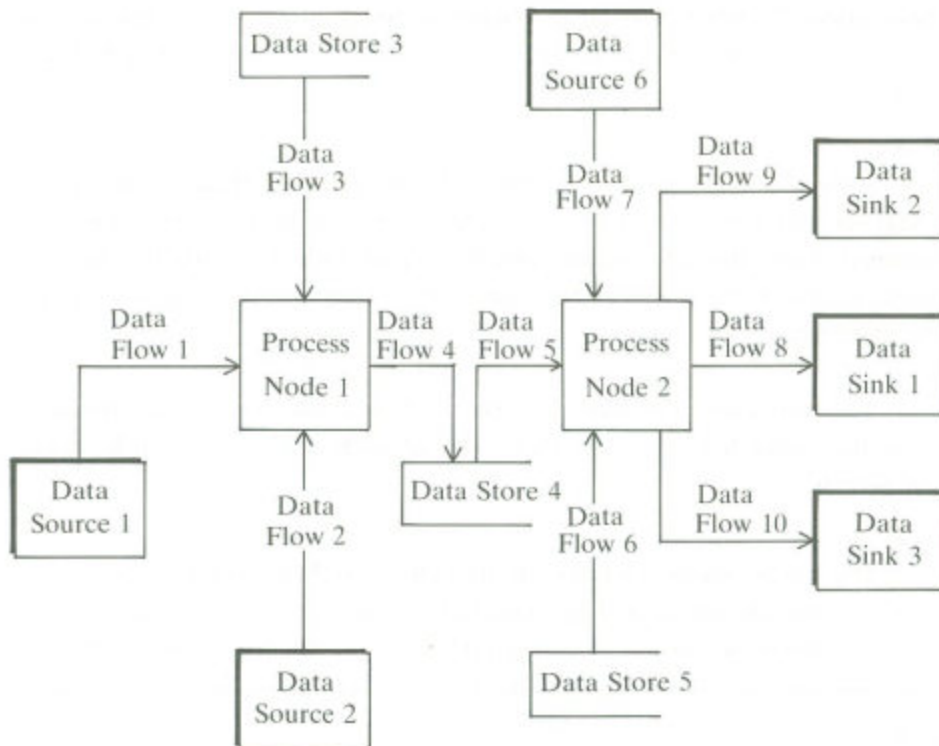 Data Store 3
Data
Source 6
Data
Flow 3
Data
Flow 7
Data
Flow 9
Data
Sink 2
Data
Flow 1
Process
Node 1
Data
Flow 4
Data
Flow 5
Process
Node 2
Data
Flow 8
Data
Sink 1
Data
Source 1
Data
Flow 2
Data Store 4
Data
Flow 6
Data
Flow 10
Data
Sink 3
Data
Source 2
Data Store 5